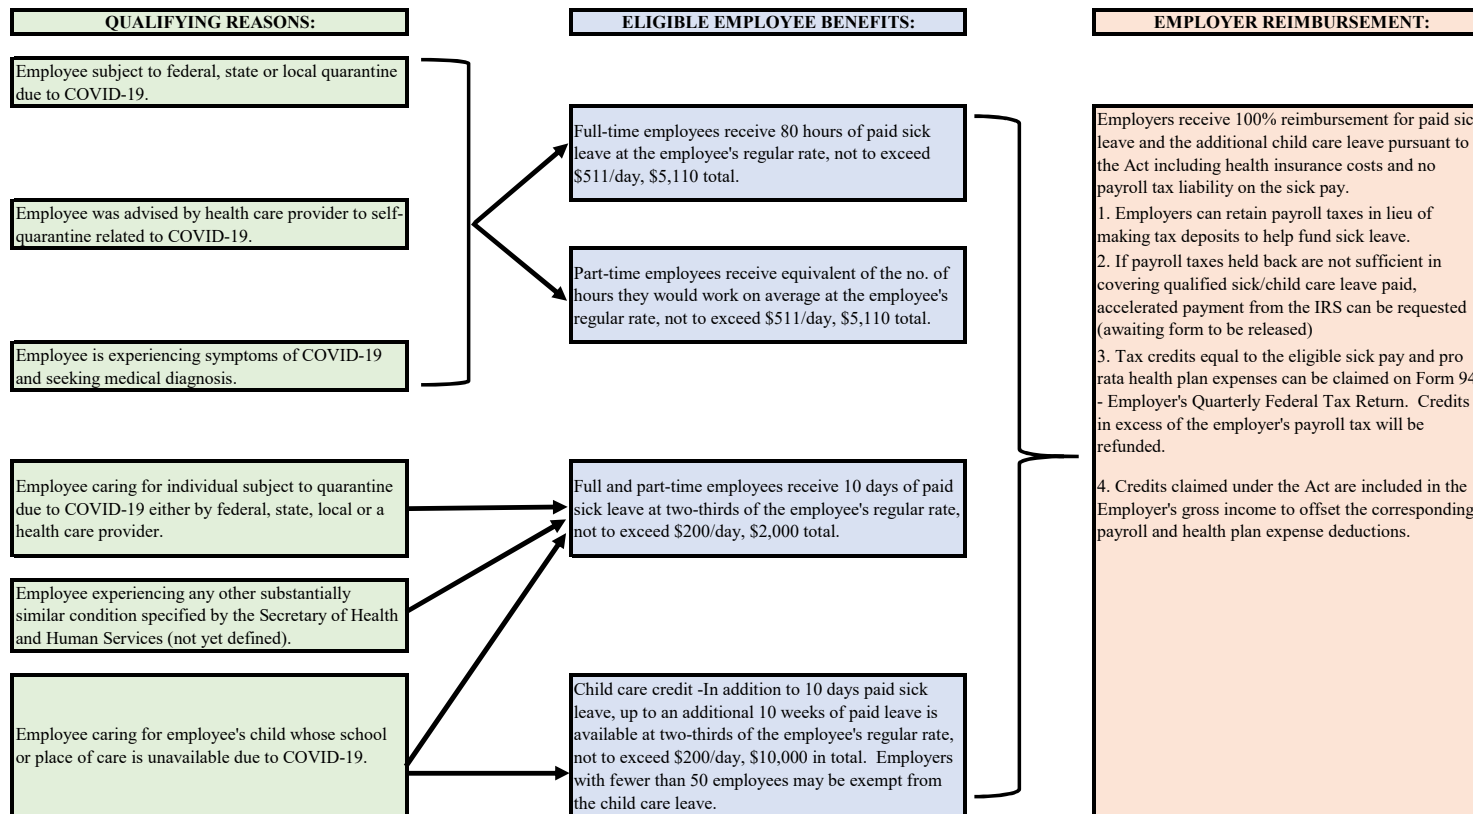 QUALIFYING REASONS:
Employee subject to federal, state or local quarantine
due to COVID-19.
Employee was advised by health care provider to self-
quarantine related to COVID-19.
Employee is experiencing symptoms of COVID-19
and seeking medical diagnosis.
Employee caring for individual subject to quarantine
due to COVID-19 either by federal, state, local or a
health care provider.
Employee experiencing any other substantially
similar condition specified by the Secretary of Health
and Human Services (not yet defined).
Employee caring for employee's child whose school
or place of care is unavailable due to COVID-19.
ELIGIBLE EMPLOYEE BENEFITS:
Full-time employees receive 80 hours of paid sick
leave at the employee's regular rate, not to exceed
$511/day, $5,110 total.
Part-time employees receive equivalent of the no. of
hours they would work on average at the employee's
regular rate, not to exceed $511/day, $5,110 total.
Full and part-time employees receive 10 days of paid
sick leave at two-thirds of the employee's regular rate,
not to exceed $200/day, $2,000 total.
Child care credit -In addition to 10 days paid sick
leave, up to an additional 10 weeks of paid leave is
available at two-thirds of the employee's regular rate,
not to exceed $200/day, $10,000 in total.  Employers
with fewer than 50 employees may be exempt from
the child care leave.
EMPLOYER REIMBURSEMENT:
Employers receive 100% reimbursement for paid
leave and the additional child care leave pursuant to
the Act including health insurance costs and no
payroll tax liability on the sick pay.
1. Employers can retain payroll taxes in lieu of
making tax deposits to help fund sick leave.
2. If payroll taxes held back are not sufficient in
covering qualified sick/child care leave paid,
accelerated payment from the IRS can be requested
(awaiting form to be released)
3. Tax credits equal to the eligible sick pay and pro
rata health plan expenses can be claimed on Form
- Employer's Quarterly Federal Tax Return.  Credits
in excess of the employer's payroll tax will be
refunded.
4. Credits claimed under the Act are included in the
Employer's gross income to offset the corresponding
payroll and health plan expense deductions.